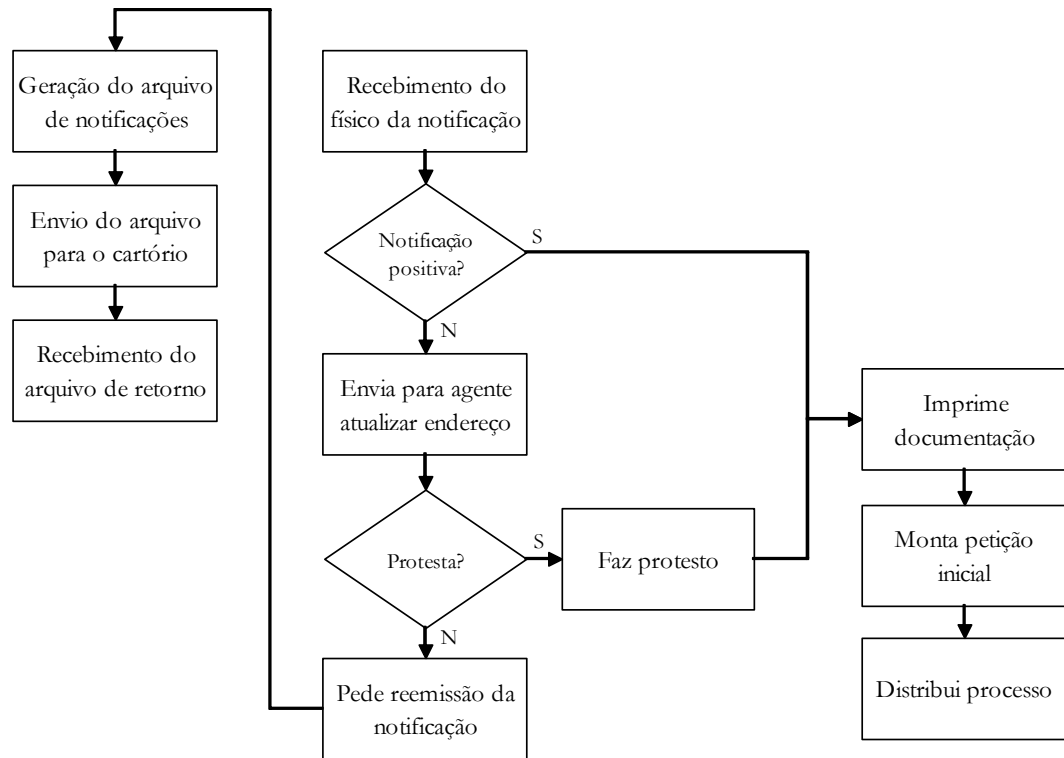 Geração do arquivo
de notificações
Envio do arquivo
para o cartório
Recebimento do
arquivo de retorno
Recebimento do
físico da notificação
Notificação
positiva?
S
N
Envia para agente
atualizar endereço
Protesta?
S
N
Faz protesto
Pede reemissão da
notificação
Imprime
documentação
Monta petição
inicial
Distribui processo